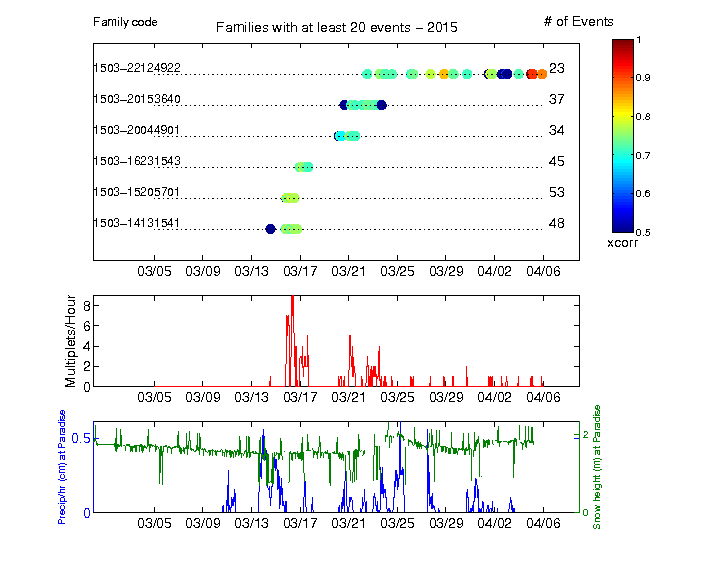 Family code
Families with at least 20 events − 2015
# of Events
1503−22124922 23
1503−20153640 37
1503−20044901 34
1503−16231543 45
1503−15205701 53
1503−14131541 48
1
0.9
0.8
0.7
0.6
0.5
xcorr
03/05 03/09 03/13 03/17 03/21 03/25 03/29 04/02 04/06
Multiplets/Hour
8
6
4
2
0
03/05 03/09 03/13 03/17 03/21 03/25 03/29 04/02 04/06
Precip/hr (cm) at Paradise
0.5
0
2
0
Snow height (m) at Paradise
03/05 03/09 03/13 03/17 03/21 03/25 03/29 04/02 04/06